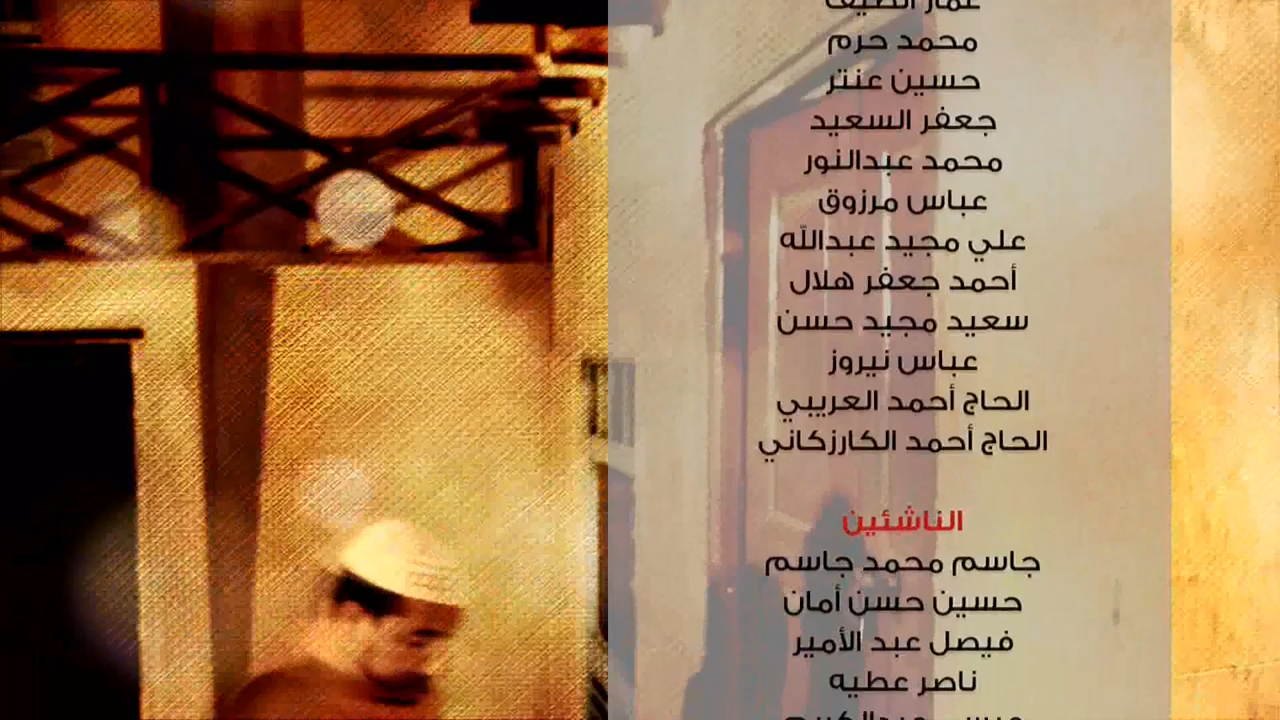 محمد حرم
حسين عنتر
جعفر السعيد
محمد عبدالنور
عباس مرزوق
علي مجيد عبدالله
أحمد جعفر هلال
سعيد مجيد حسن
عباس نيروز
الحاج أحمد العريبي
الحاج أحمد الكارزكاني
الناشئين
جاسم محمد جاسم
حسين حسن أمان
فيصل عبد الأمير
ناصر عطيه